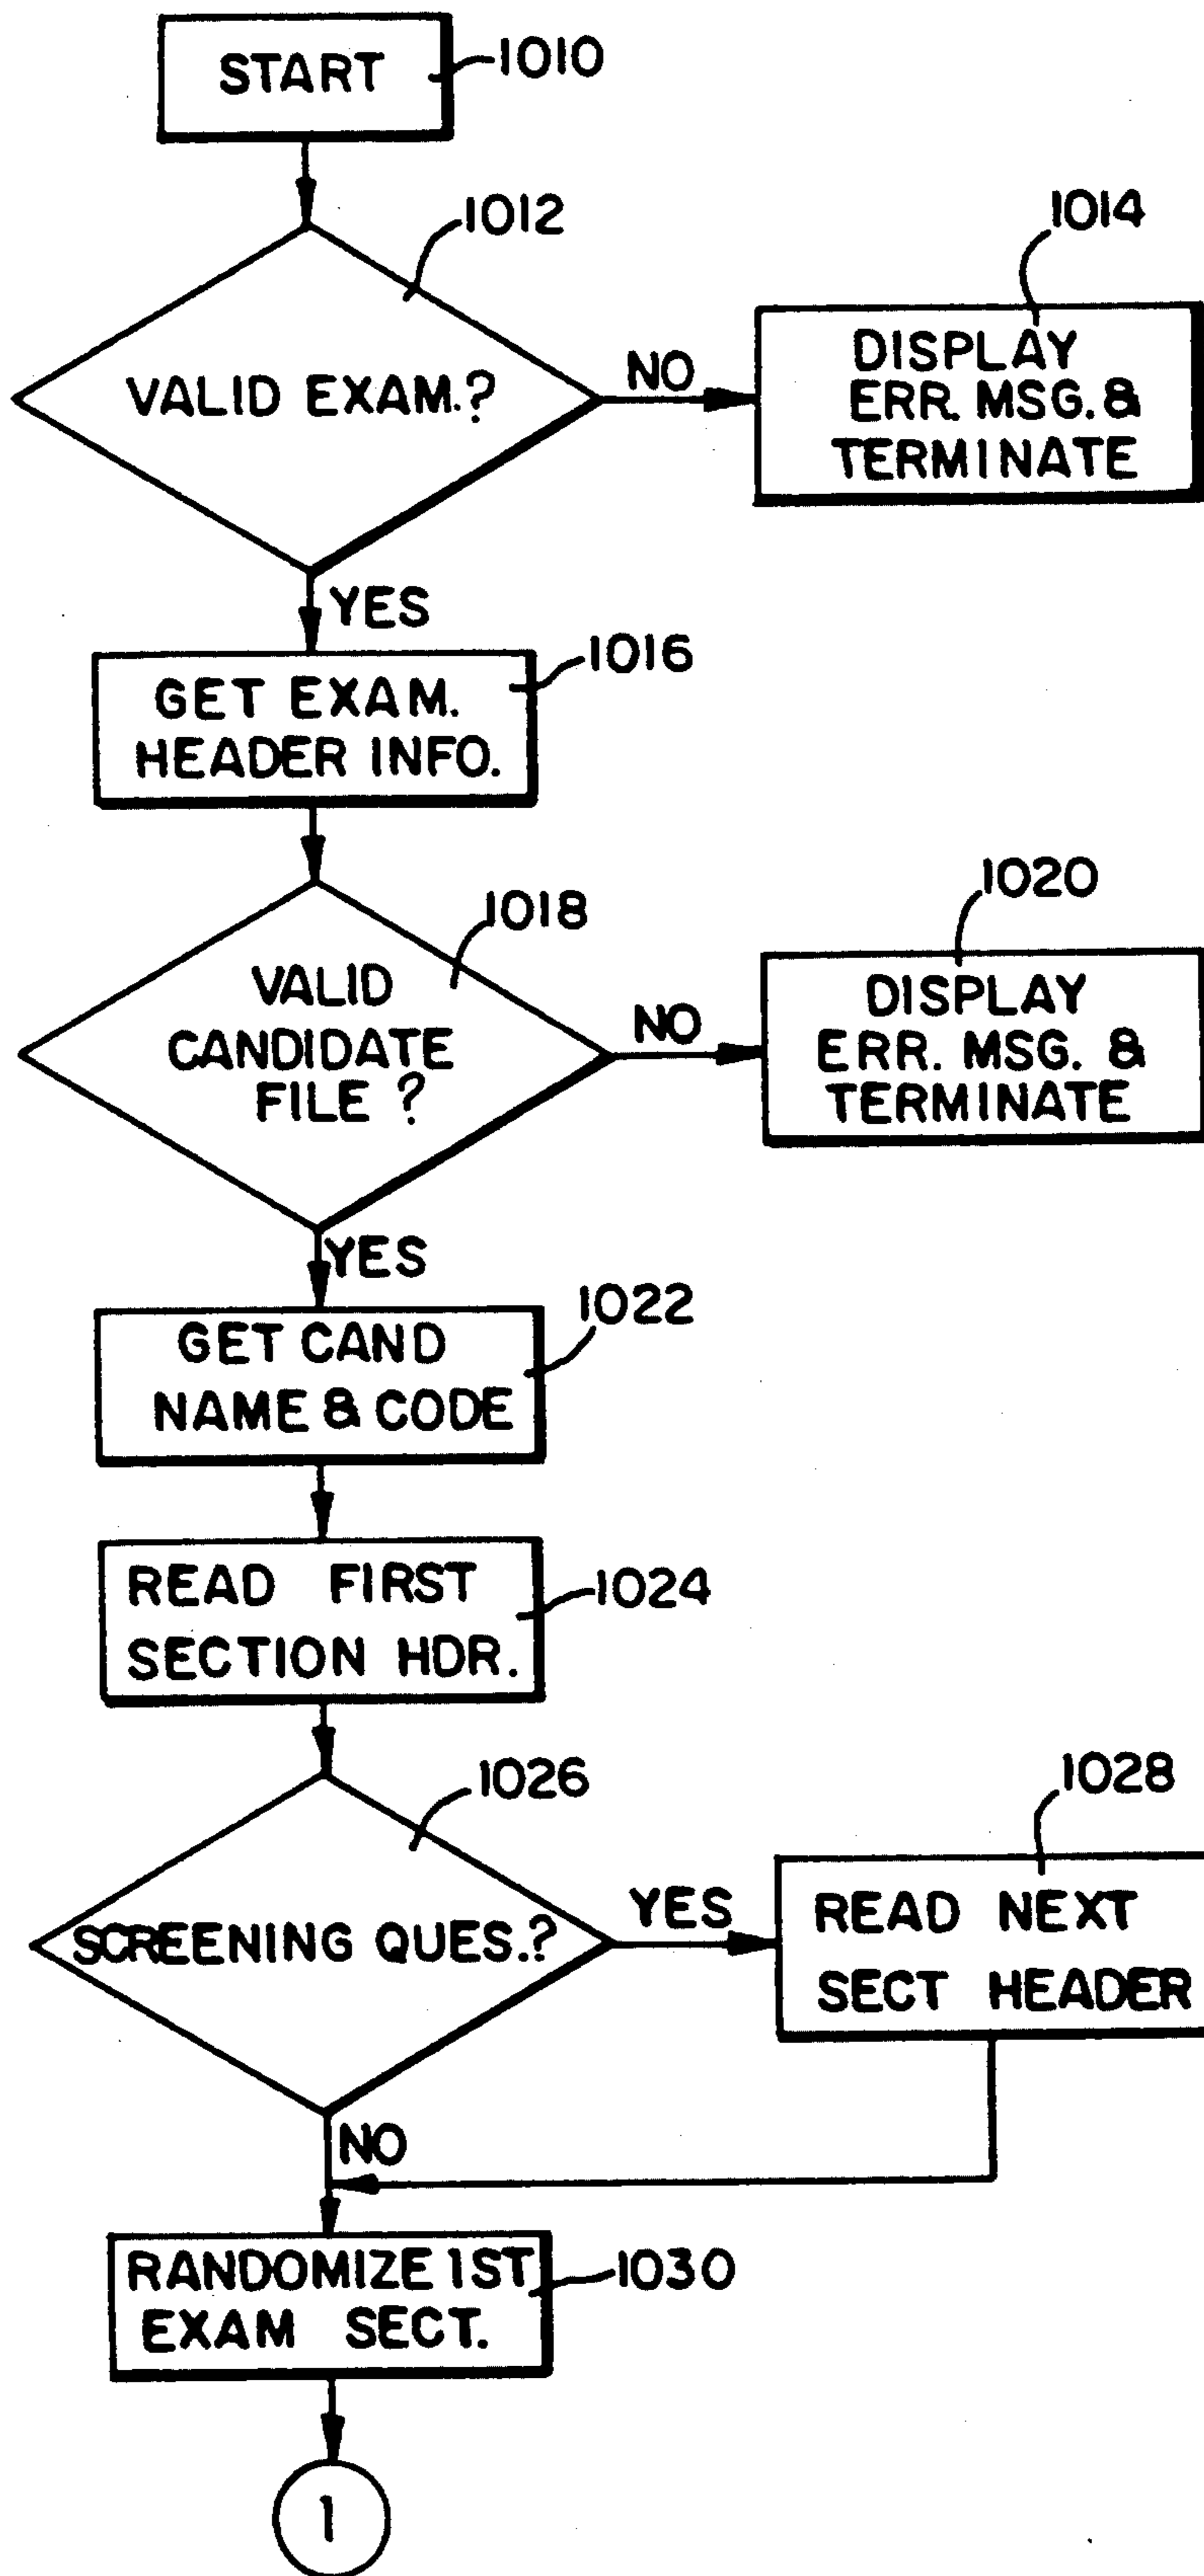 START
1010
1012
VALID EXAM.?
NO
1014
DISPLAY
ERR. MSG. &
TERMINATE
YES
1016
GET EXAM.
HEADER INFO.
1018
VALID
CANDIDATE
FILE ?
NO
1020
DISPLAY
ERR. MSG. &
TERMINATE
YES
1022
GET CAND
NAME & CODE
READ FIRST
SECTION HDR.
1024
1026
SCREENING QUES.?
YES
1028
READ NEXT
SECT HEADER
NO
RANDOMIZE 1ST
EXAM SECT.
1030
1